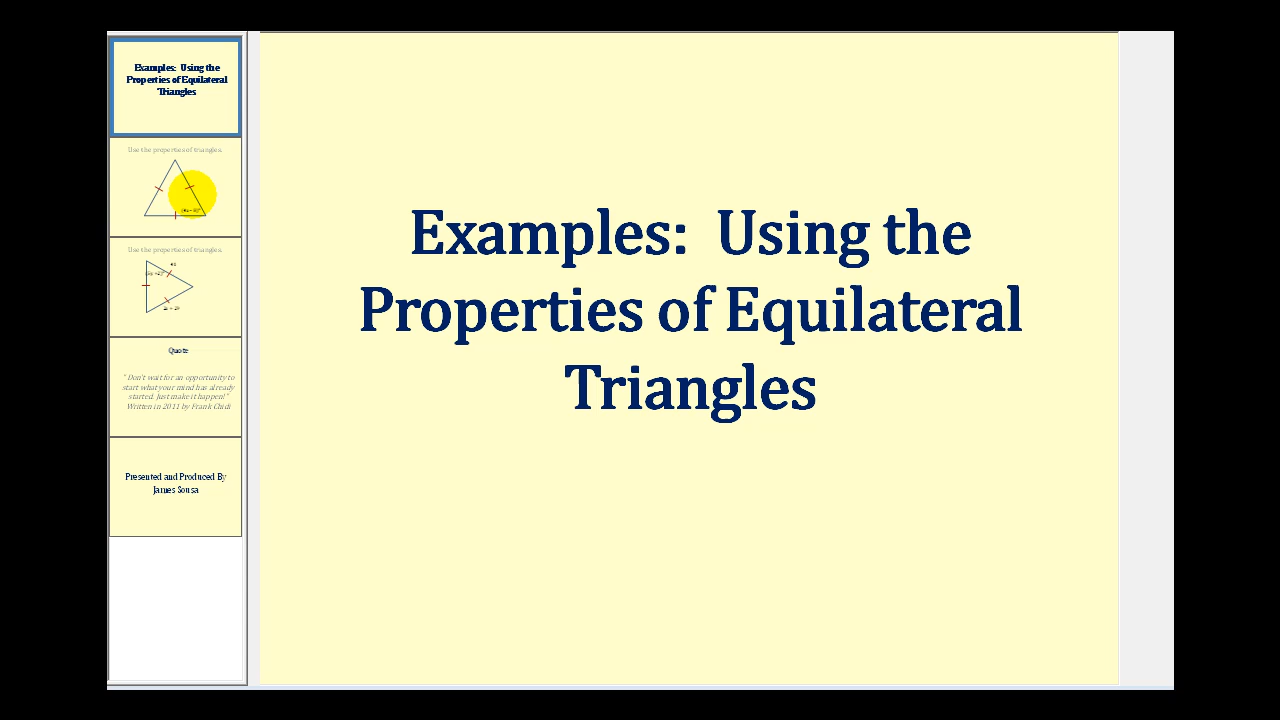 Examples: Using the
Properties of Equilateral
Triangles
Use the properties of triangles.
Use the properties of triangles.
4x
Quote
" Don't wait for an opportunity to
start what your mind has already
started. Just make it happen!"
Written in 2011 by Frank Chidi
Presented and Produced By
James Sousa
Examples: Using the
Properties of Equilateral
Triangles